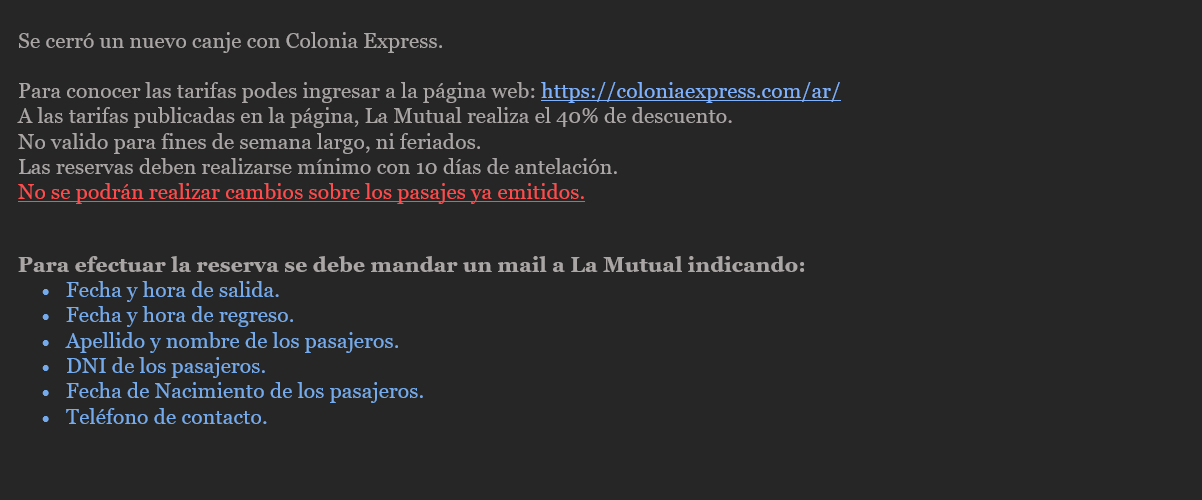 Se cerró un nuevo canje con Colonia Express.
Para conocer las tarifas podes ingresar a la página web: https://coloniaexpress.com/ar/
A las tarifas publicadas en la página, La Mutual realiza el 40% de descuento.
No valido para fines de semana largo, ni feriados.
Las reservas deben realizarse mínimo con 10 días de antelación.
No se podrán realizar cambios sobre los pasajes ya emitidos.
Para efectuar la reserva se debe mandar un mail a La Mutual indicando:
• Fecha y hora de salida.
• Fecha y hora de regreso.
• Apellido y nombre de los pasajeros.
• DNI de los pasajeros.
• Fecha de Nacimiento de los pasajeros.
• Teléfono de contacto.